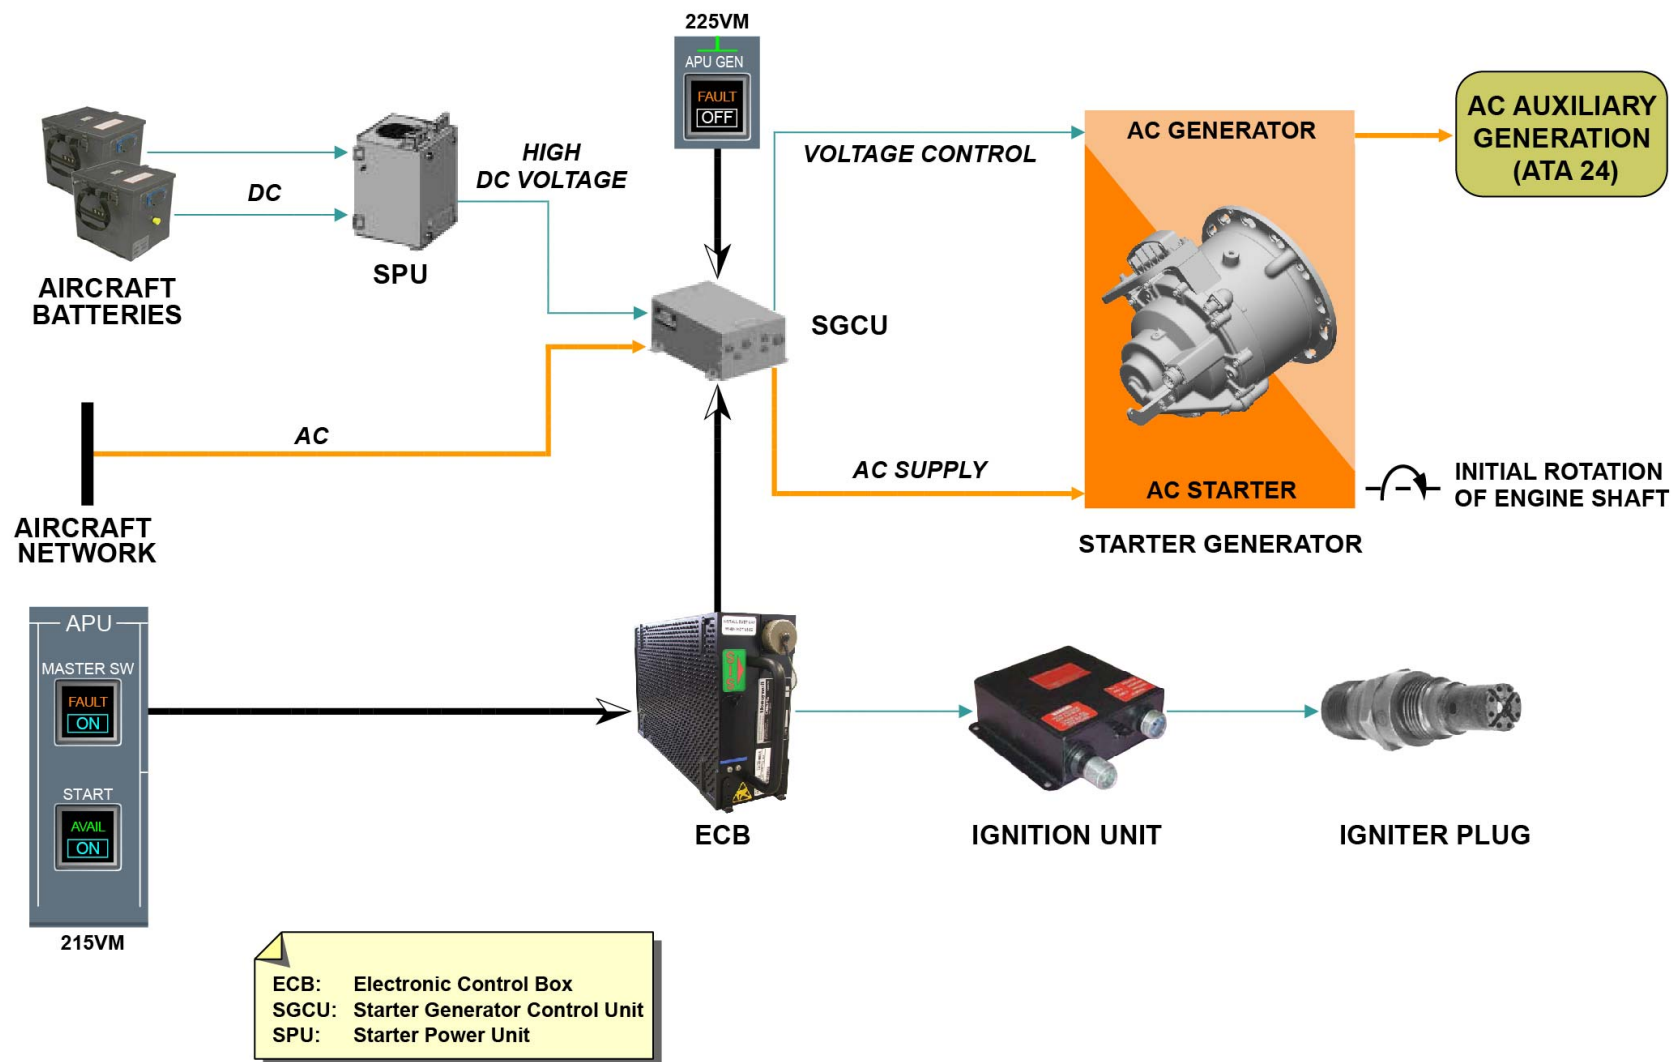 225VM
APU GEN
FAULT
OFF
AC AUXILIARY
GENERATION
(ATA 24)
AC GENERATOR
VOLTAGE CONTROL
HIGH
DC VOLTAGE
DC
SPU
AIRCRAFT
BATTERIES
SGCU
AC
AC SUPPLY
AC STARTER
INITIAL ROTATION
OF ENGINE SHAFT
STARTER GENERATOR
AIRCRAFT
NETWORK
APU
MASTER SW
FAULT
ON
START
AVAIL
ON
215VM
ECB
IGNITION UNIT
IGNITER PLUG
ECB: Electronic Control Box
SGCU: Starter Generator Control Unit
SPU: Starter Power Unit